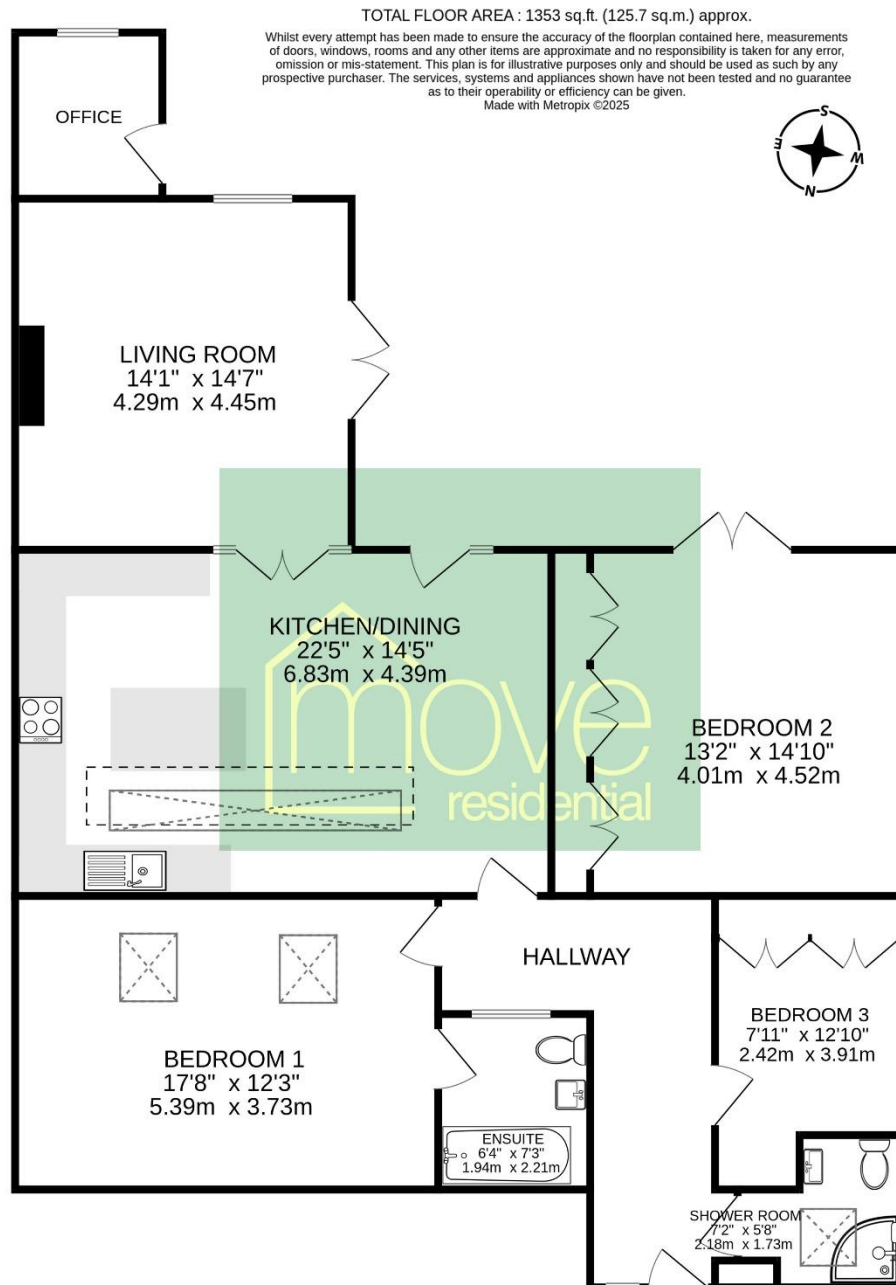 TOTAL FLOOR AREA : 1353 sq.ft. (125.7 sq.m.) approx.
Whilst every attempt has been made to ensure the accuracy of the floorplan contained here, measurements
of doors, windows, rooms and any other items are approximate and no responsibility is taken for any error,
omission or mis-statement. This plan is for illustrative purposes only and should be used as such by any
prospective purchaser. The services, systems and appliances shown have not been tested and no guarantee
as to their operability or efficiency can be given.
Made with Metropix ©2025
OFFICE
S
E
W
N
LIVING ROOM
14'1" x 14'7"
4.29m x 4.45m
KITCHEN/DINING
22'5" x 14'5"
6.83m x 4.39m
move
residential
BEDROOM 2
13'2" x 14'10"
4.01m x 4.52m
HALLWAY
BEDROOM 3
7'11" x 12'10"
2.42m x 3.91m
BEDROOM 1
17'8" x 12'3"
5.39m x 3.73m
ENSUITE
6'4" x 7'3"
1.94m x 2.21m
SHOWER ROOM
7'2" x 5'8"
2.18m x 1.73m